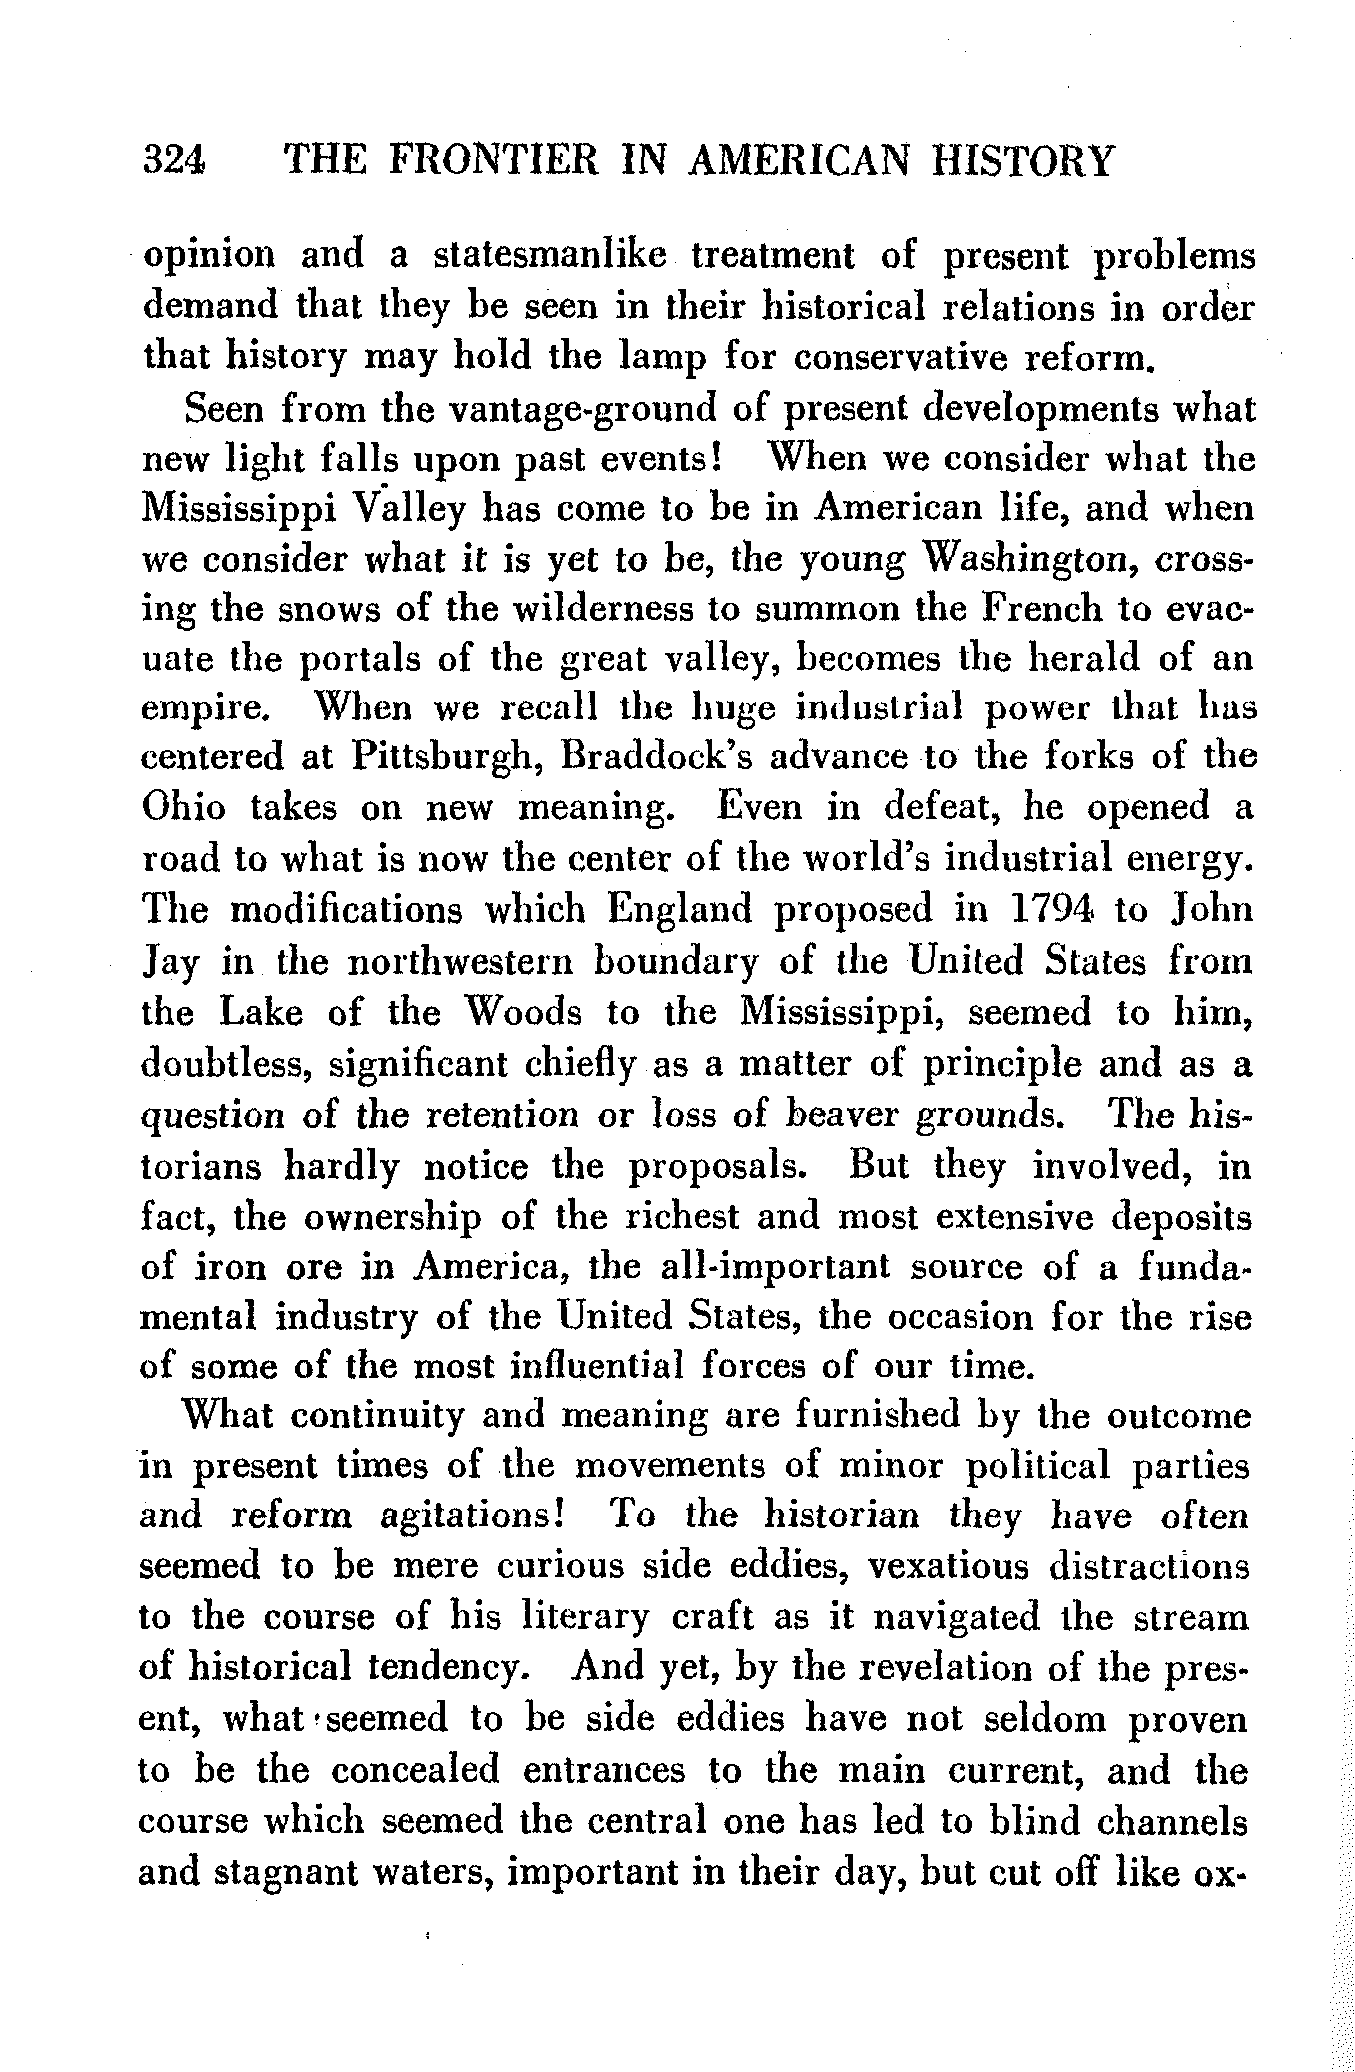 324 THE FRONTIER IN AMERICAN HISTORY
opinion and a statesmanlike treatment of present problems
demand that they be seen in their historical relations in order
that history may hold the lamp for conservative reform.
Seen from the vantage-ground of present developments what
new light falls upon past events! When we consider what the
Mississippi Valley has come to be in American life, and when
we consider what it is yet to be, the young Washington, cross-
ing the snows of the wilderness to summon the French to evac-
uate the portals of the great valley, becomes the herald of an
empire. When we recall the huge industrial power that has
centered at Pittsburgh, Braddock's advance to the forks of the
Ohio takes on new meaning. Even in defeat, he opened a
road to what is now the center of the world's industrial energy.
The modifications which England proposed in 1794 to John
Jay in the northwestern boundary of the United States from
the Lake of the Woods to the Mississippi, seemed to him,
doubtless, significant chiefly as a matter of principle and as a
question of the retention or loss of beaver grounds. The his-
torians hardly notice the proposals. But they involved, in
fact, the ownership of the richest and most extensive deposits
of iron ore in America, the all-important source of a funda-
mental industry of the United States, the occasion for the rise
of some of the most influential forces of our time.
What continuity and meaning are furnished by the outcome
in present times of the movements of minor political parties
and reform agitations! To the historian they have often
seemed to be mere curious side eddies, vexatious distractions
to the course of his literary craft as it navigated the stream
of historical tendency. And yet, by the revelation of the pres-
ent, what seemed to be side eddies have not seldom proven
to be the concealed entrances to the main current, and the
course which seemed the central one has led to blind channels
and stagnant waters, important in their day, but cut off like ox-